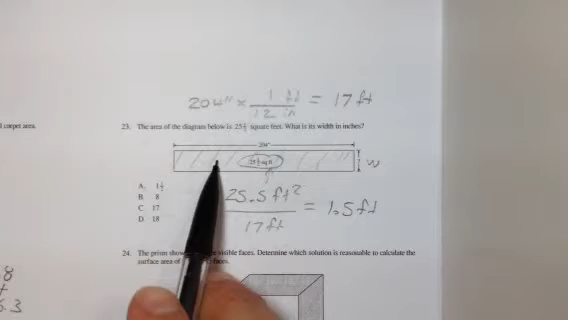 204" x 1 ft / 12 in = 17 ft
l carpet area.
23. The area of the diagram below is 25½ square feet. What is its width in inches?
204"
25½ sq ft
W
A. 1½
B. 8
C. 17
D. 18
25.5 ft² / 17 ft = 1.5 ft
24. The prism show visible faces. Determine which solution is reasonable to calculate the
surface area of faces.
8
6.3